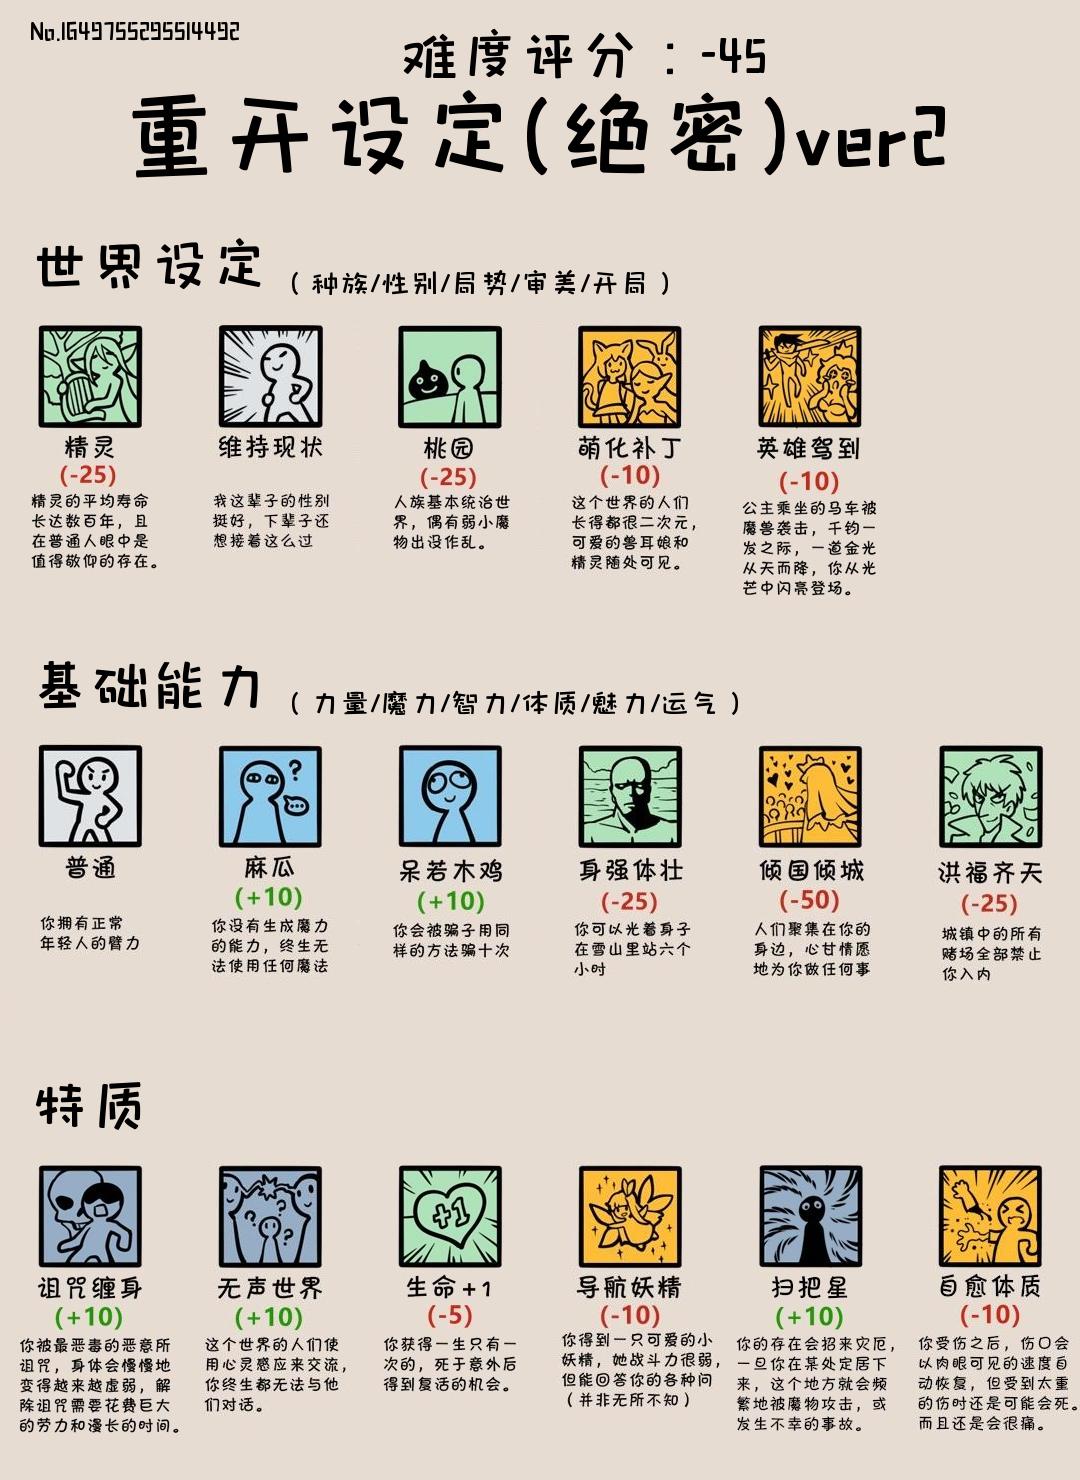 No.1649755295514492
难度评分：-45
重开设定(绝密)ver2
世界设定（种族/性别/局势/审美/开局）
精灵
(-25)
精灵的平均寿命
长达数百年，且
在普通人眼中是
值得敬仰的存在。
维持现状
我这辈子的性别
挺好，下辈子还
想接着这么过
桃园
(-25)
人族基本统治世
界，偶有弱小魔
物出设作乱。
萌化补丁
(-10)
这个世界的人们
长得都很二次元，
可爱的兽耳娘和
精灵随处可见。
英雄驾到
(-10)
公主乘坐的马车被
魔兽袭击，千钧一
发之际，一道金光
从天而降，你从光
芒中闪亮登场。
基础能力（力量/魔力/智力/体质/魅力/运气）
普通
你拥有正常
年轻人的臂力
?
...
麻瓜
(+10)
你没有生成魔力
的能力，终生无
法使用任何魔法
呆若木鸡
(+10)
你会被骗子用同
样的方法骗十次
身强体壮
(-25)
你可以光着身子
在雪山里站六个
小时
倾国倾城
(-50)
人们聚集在你的
身边，心甘情愿
地为你做任何事
洪福齐天
(-25)
城镇中的所有
赌场全部禁止
你入内
特质
诅咒缠身
(+10)
你被最恶毒的恶意所
诅咒，身体会慢慢地
变得越来越虚弱，解
除诅咒需要花费巨大
的劳力和漫长的时间。
? ?
?
无声世界
(+10)
这个世界的人们使
用心灵感应来交流，
你终生都无法与他
们对话。
+1
生命+1
(-5)
你获得一生只有一
次的，死于意外后
得到复活的机会。
导航妖精
(-10)
你得到一只可爱的小
妖精，她战斗力很弱，
但能回答你的各种问
（并非无所不知）
扫把星
(+10)
你的存在会招来灾厄，
一旦你在某处定居下
来，这个地方就会频
繁地被魔物攻击，或
发生不幸的事故。
自愈体质
(-10)
你受伤之后，伤口会
以肉眼可见的速度自
动恢复，但受到太重
的伤时还是可能会死。
而且还是会很痛。